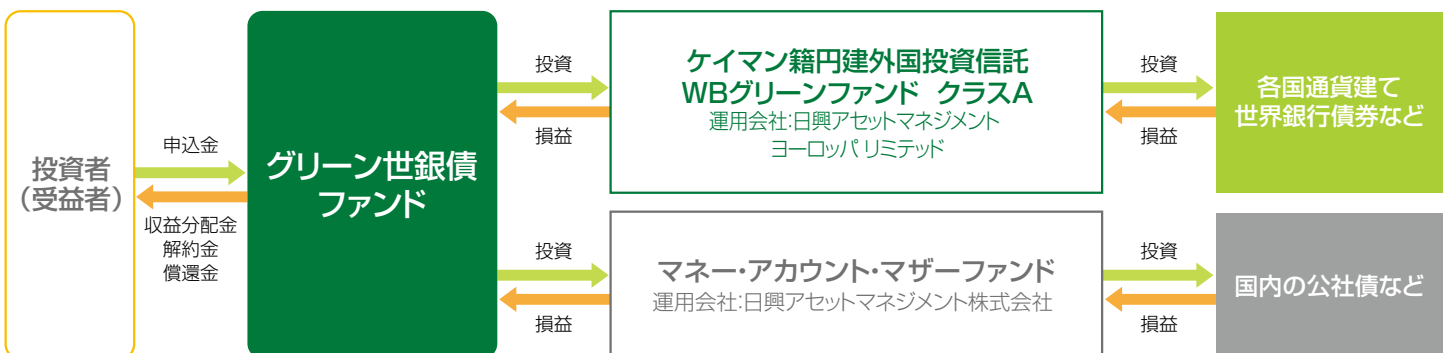 投資者
（受益者）
申込金
収益分配金
解約金
償還金
グリーン世銀債
ファンド
投資
損益
ケイマン籍円建外国投資信託
WBグリーンファンド クラスA
運用会社:日興アセットマネジメント
ヨーロッパ リミテッド
投資
損益
各国通貨建て
世界銀行債券など
投資
損益
マネー・アカウント・マザーファンド
運用会社:日興アセットマネジメント株式会社
投資
損益
国内の公社債など